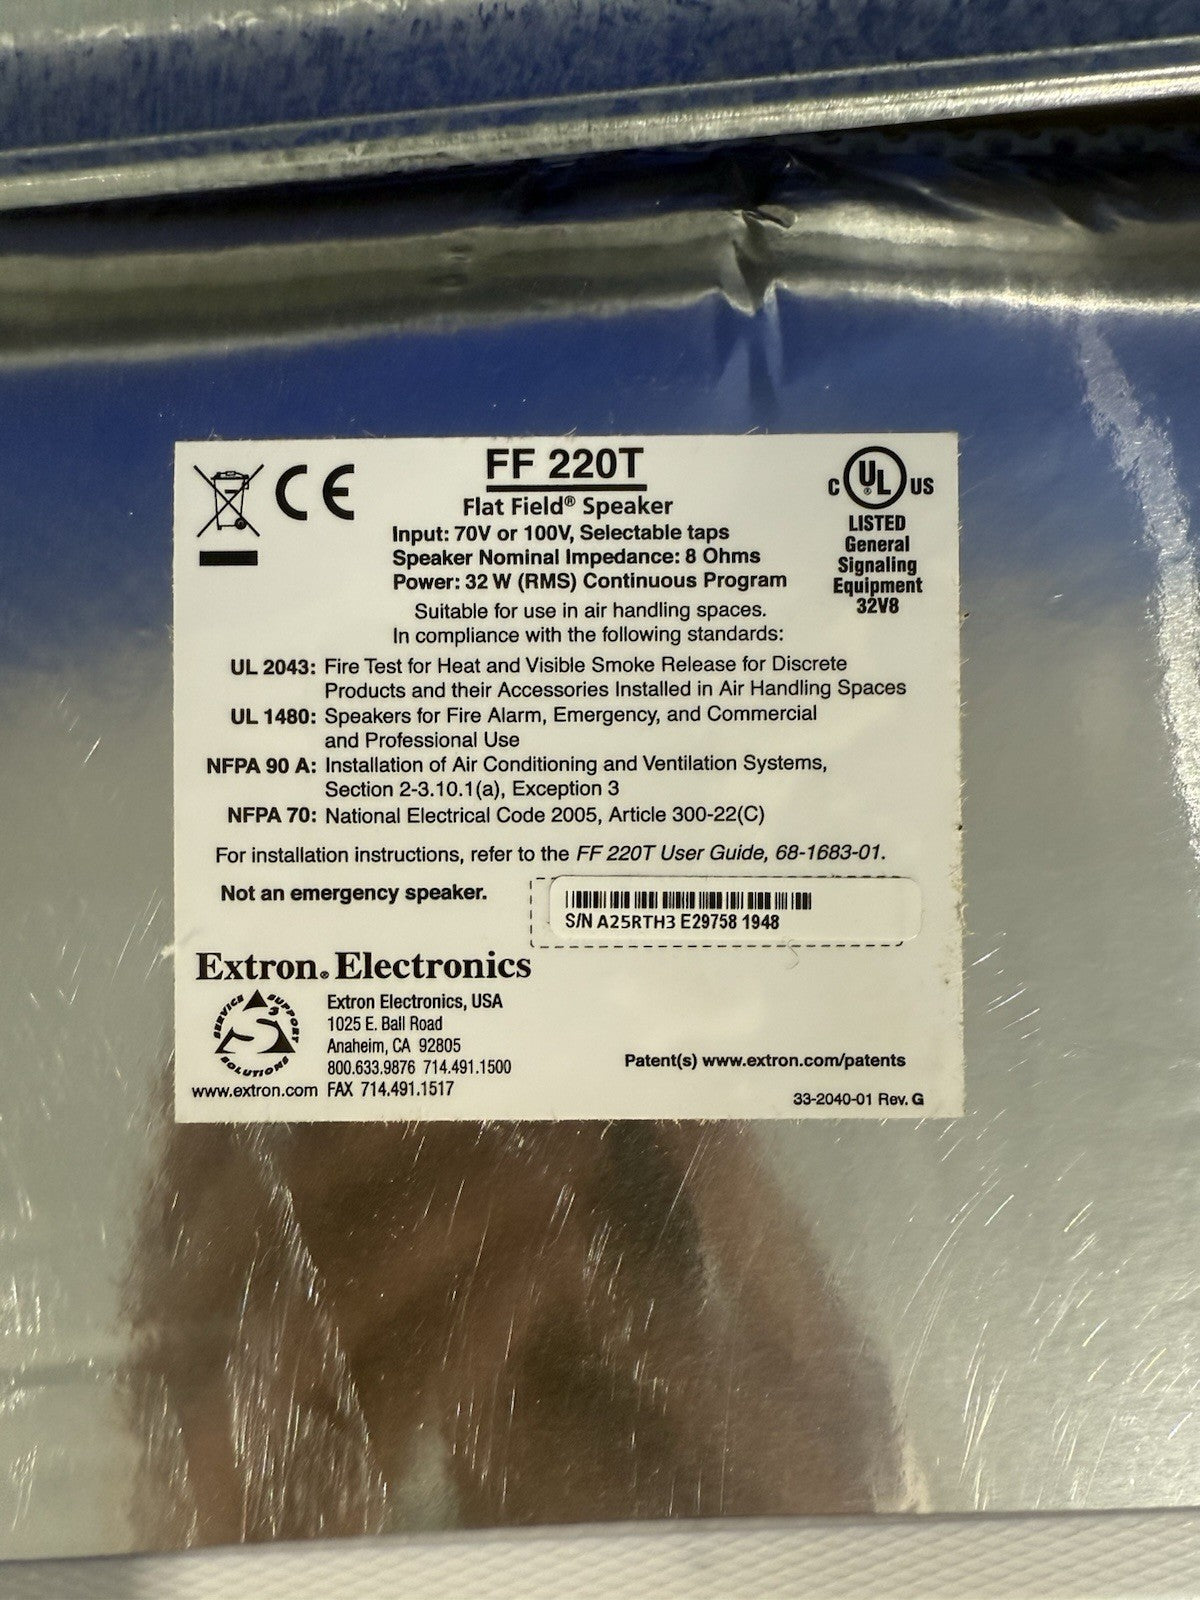 FF 220T
Flat Field® Speaker
Input: 70V or 100V, Selectable taps
Speaker Nominal Impedance: 8 Ohms
Power: 32 W (RMS) Continuous Program
CE
C UL ® US
LISTED
General
Signaling
Equipment
32V8
Suitable for use in air handling spaces.
In compliance with the following standards:
UL 2043: Fire Test for Heat and Visible Smoke Release for Discrete
Products and their Accessories Installed in Air Handling Spaces
UL 1480: Speakers for Fire Alarm, Emergency, and Commercial
and Professional Use
NFPA 90 A: Installation of Air Conditioning and Ventilation Systems,
Section 2-3.10.1(a), Exception 3
NFPA 70: National Electrical Code 2005, Article 300-22(C)
For installation instructions, refer to the FF 220T User Guide, 68-1683-01.
Not an emergency speaker.
S/N A25RTH3 E29758 1948
Extron® Electronics
SERVICE SUPPORT SOLUTIONS
www.extron.com
Extron Electronics, USA
1025 E. Ball Road
Anaheim, CA 92805
800.633.9876 714.491.1500
FAX 714.491.1517
Patent(s) www.extron.com/patents
33-2040-01 Rev. G